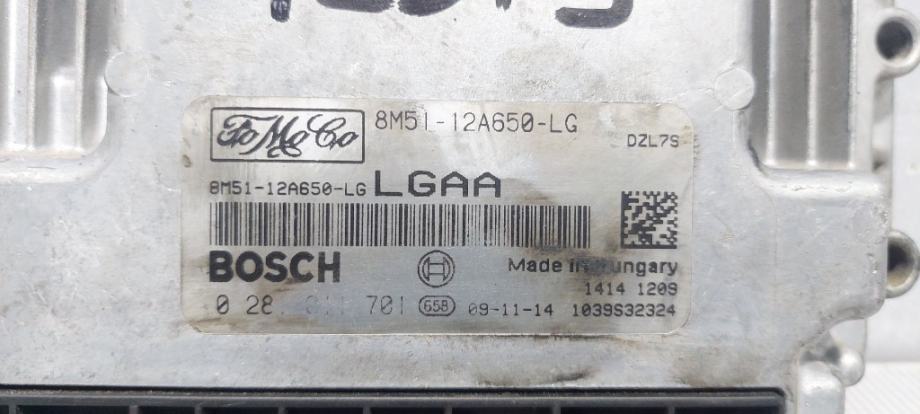 FoMoCo 8M51-12A650-LG
DZL7S
8M51-12A650-LG LGAA
BOSCH
Made in Hungary
1414 1209
0 701 658 09-11-14 1039S32324